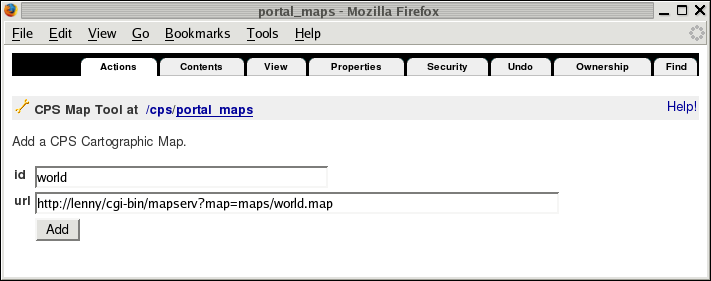 portal_maps - Mozilla Firefox
File Edit View Go Bookmarks Tools Help
Actions Contents View Properties Security Undo Ownership Find
CPS Map Tool at /cps/portal_maps Help!
Add a CPS Cartographic Map.
id world
url http://lenny/cgi-bin/mapserv?map=maps/world.map
Add